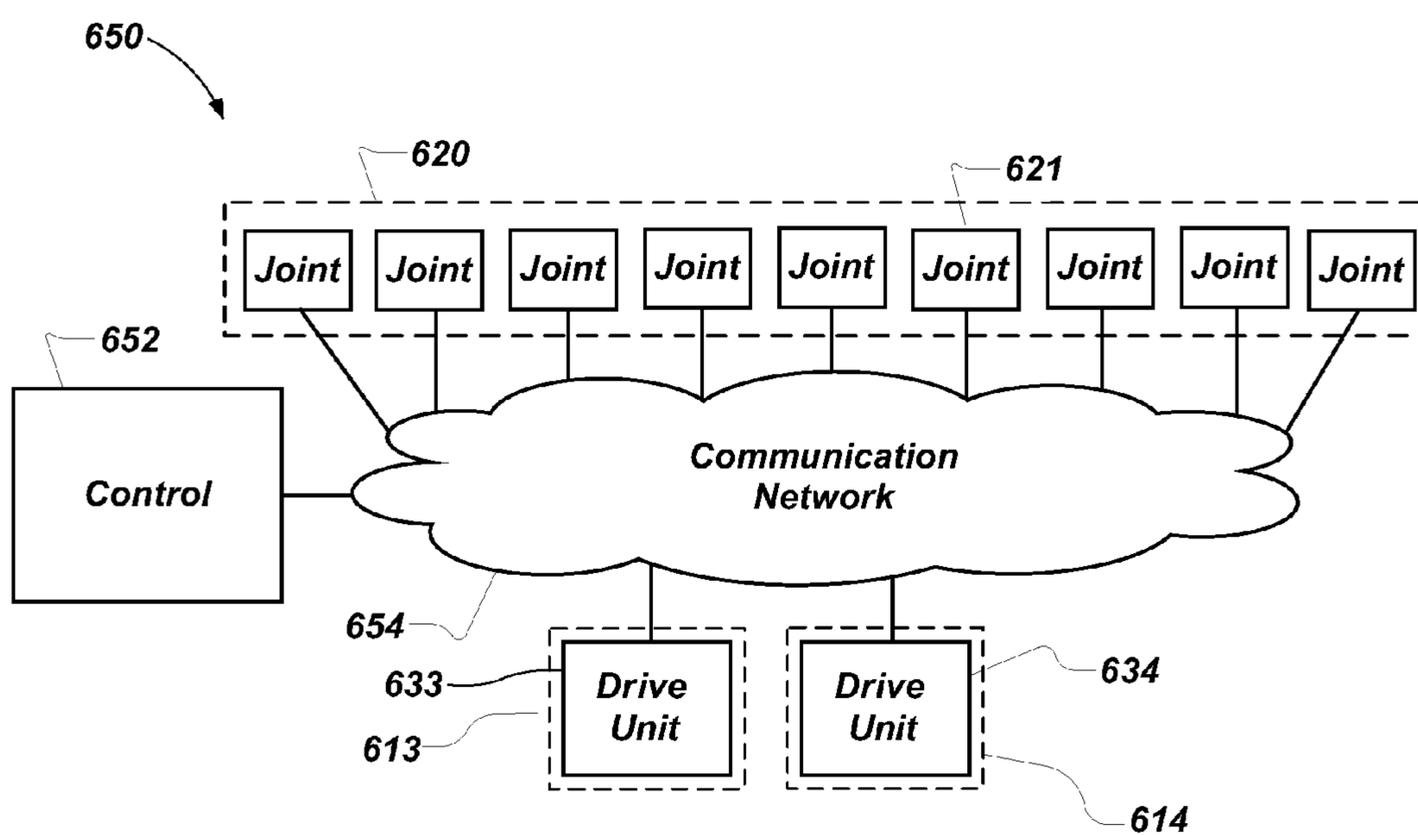 650
620
621
Joint Joint Joint Joint Joint Joint Joint Joint Joint
652
Control
Communication
Network
654
633
613
Drive
Unit
Drive
Unit
634
614